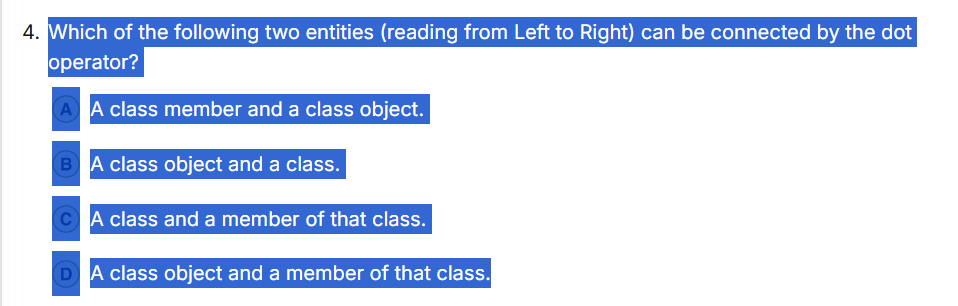 4. Which of the following two entities (reading from Left to Right) can be connected by the dot
operator?
A A class member and a class object.
B A class object and a class.
C A class and a member of that class.
D A class object and a member of that class.